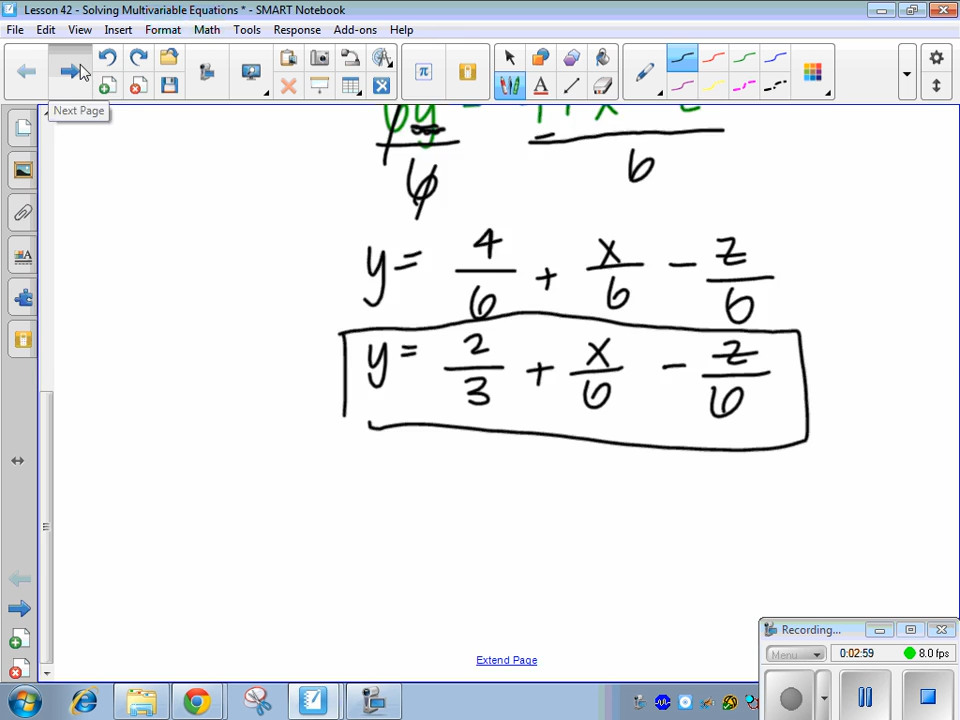 Lesson 42 - Solving Multivariable Equations * - SMART Notebook
File Edit View Insert Format Math Tools Response Add-ons Help
Next Page
6
6
y = 4/6 + x/6 - z/6
y = 2/3 + x/6 - z/6
Extend Page
Recording...
Menu 0:02:59 8.0 fps